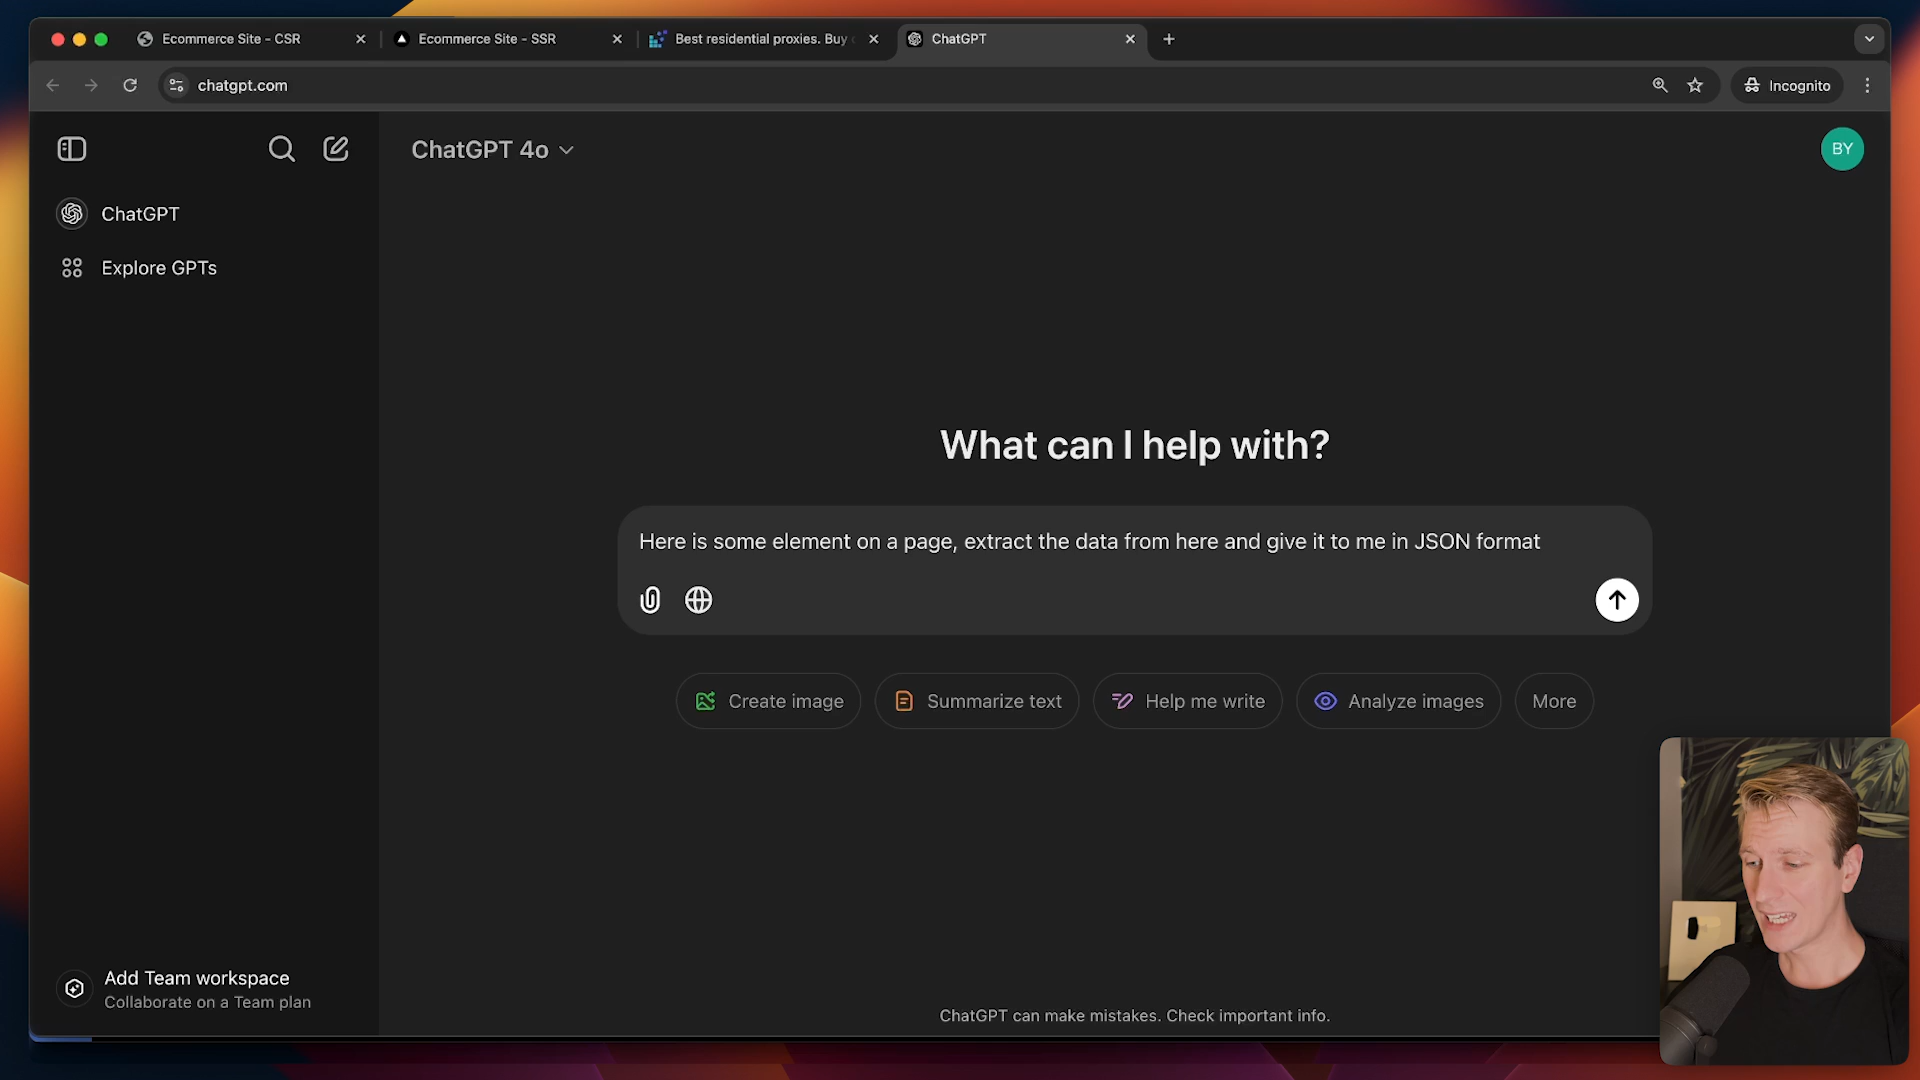 Ecommerce Site - CSR
Ecommerce Site - SSR
Best residential proxies. Buy
ChatGPT
chatgpt.com
Incognito
ChatGPT 4o
BY
ChatGPT
Explore GPTs
What can I help with?
Here is some element on a page, extract the data from here and give it to me in JSON format
Create image
Summarize text
Help me write
Analyze images
More
Add Team workspace
Collaborate on a Team plan
ChatGPT can make mistakes. Check important info.